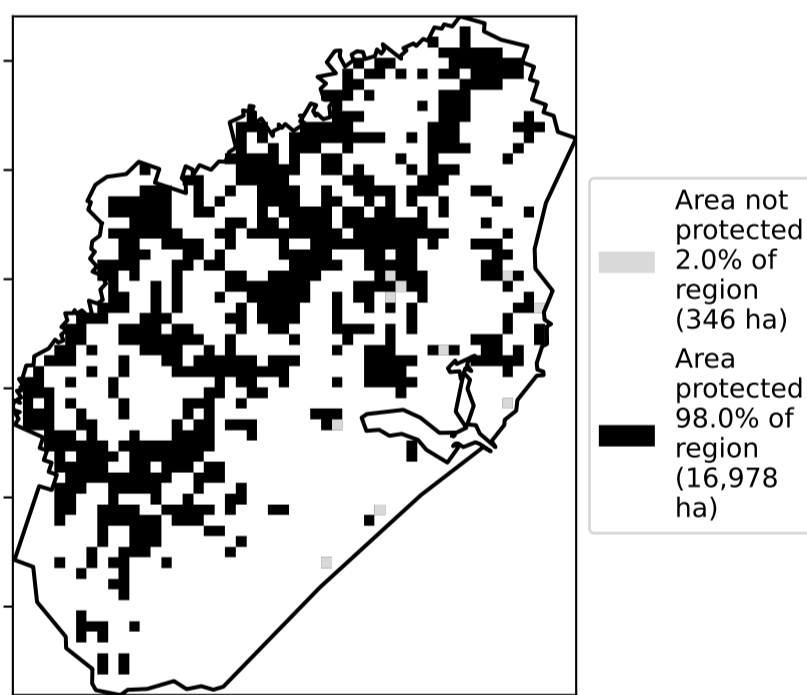 Area not
protected
2.0% of
region
(346 ha)
Area
protected
98.0% of
region
(16,978
ha)